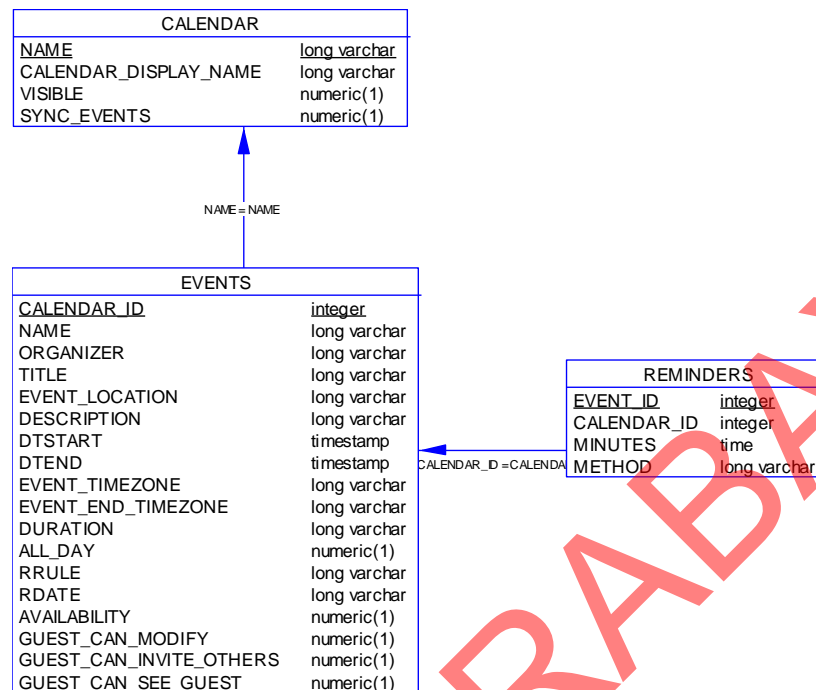 CALENDAR
NAME long varchar
CALENDAR_DISPLAY_NAME long varchar
VISIBLE numeric(1)
SYNC_EVENTS numeric(1)
NAME = NAME
EVENTS
CALENDAR_ID integer
NAME long varchar
ORGANIZER long varchar
TITLE long varchar
EVENT_LOCATION long varchar
DESCRIPTION long varchar
DTSTART timestamp
DTEND timestamp
EVENT_TIMEZONE long varchar
EVENT_END_TIMEZONE long varchar
DURATION long varchar
ALL_DAY numeric(1)
RRULE long varchar
RDATE long varchar
AVAILABILITY numeric(1)
GUEST_CAN_MODIFY numeric(1)
GUEST_CAN_INVITE_OTHERS numeric(1)
GUEST_CAN_SEE_GUEST numeric(1)
CALENDAR_ID = CALENDA
REMINDERS
EVENT_ID integer
CALENDAR_ID integer
MINUTES time
METHOD long varchar
RABA